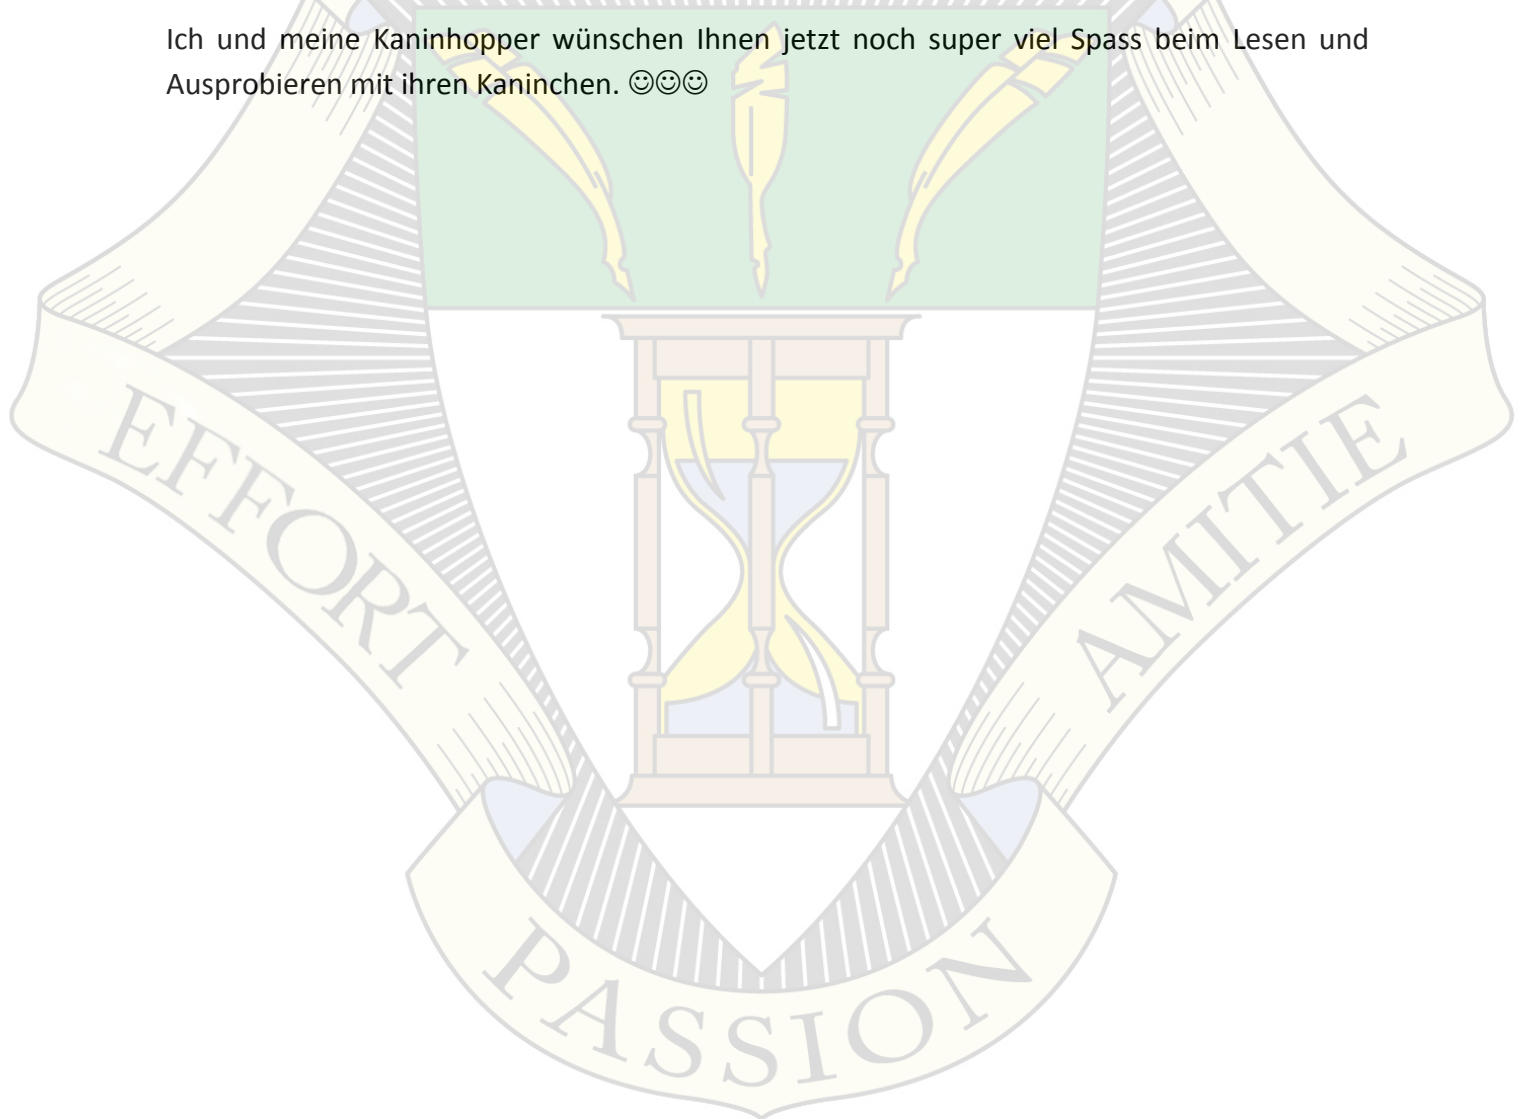 Ich und meine Kaninhopper wünschen Ihnen jetzt noch super viel Spass beim Lesen und
Ausprobieren mit ihren Kaninchen. ☺☺☺
EFFORT
AMITIE
PASSION